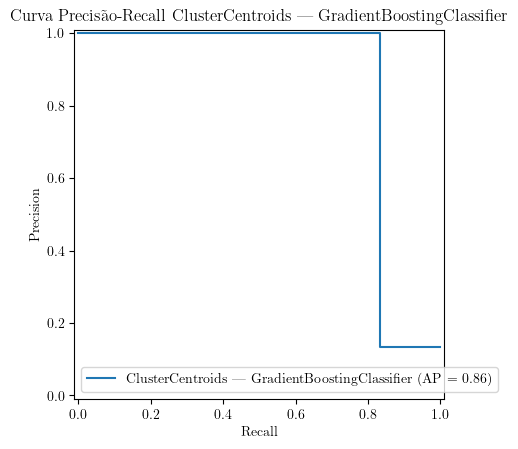 Curva Precisão-Recall ClusterCentroids — GradientBoostingClassifier
1.0
0.8
0.6
0.4
0.2
0.0
Precision
ClusterCentroids — GradientBoostingClassifier (AP = 0.86)
0.0 0.2 0.4 0.6 0.8 1.0
Recall